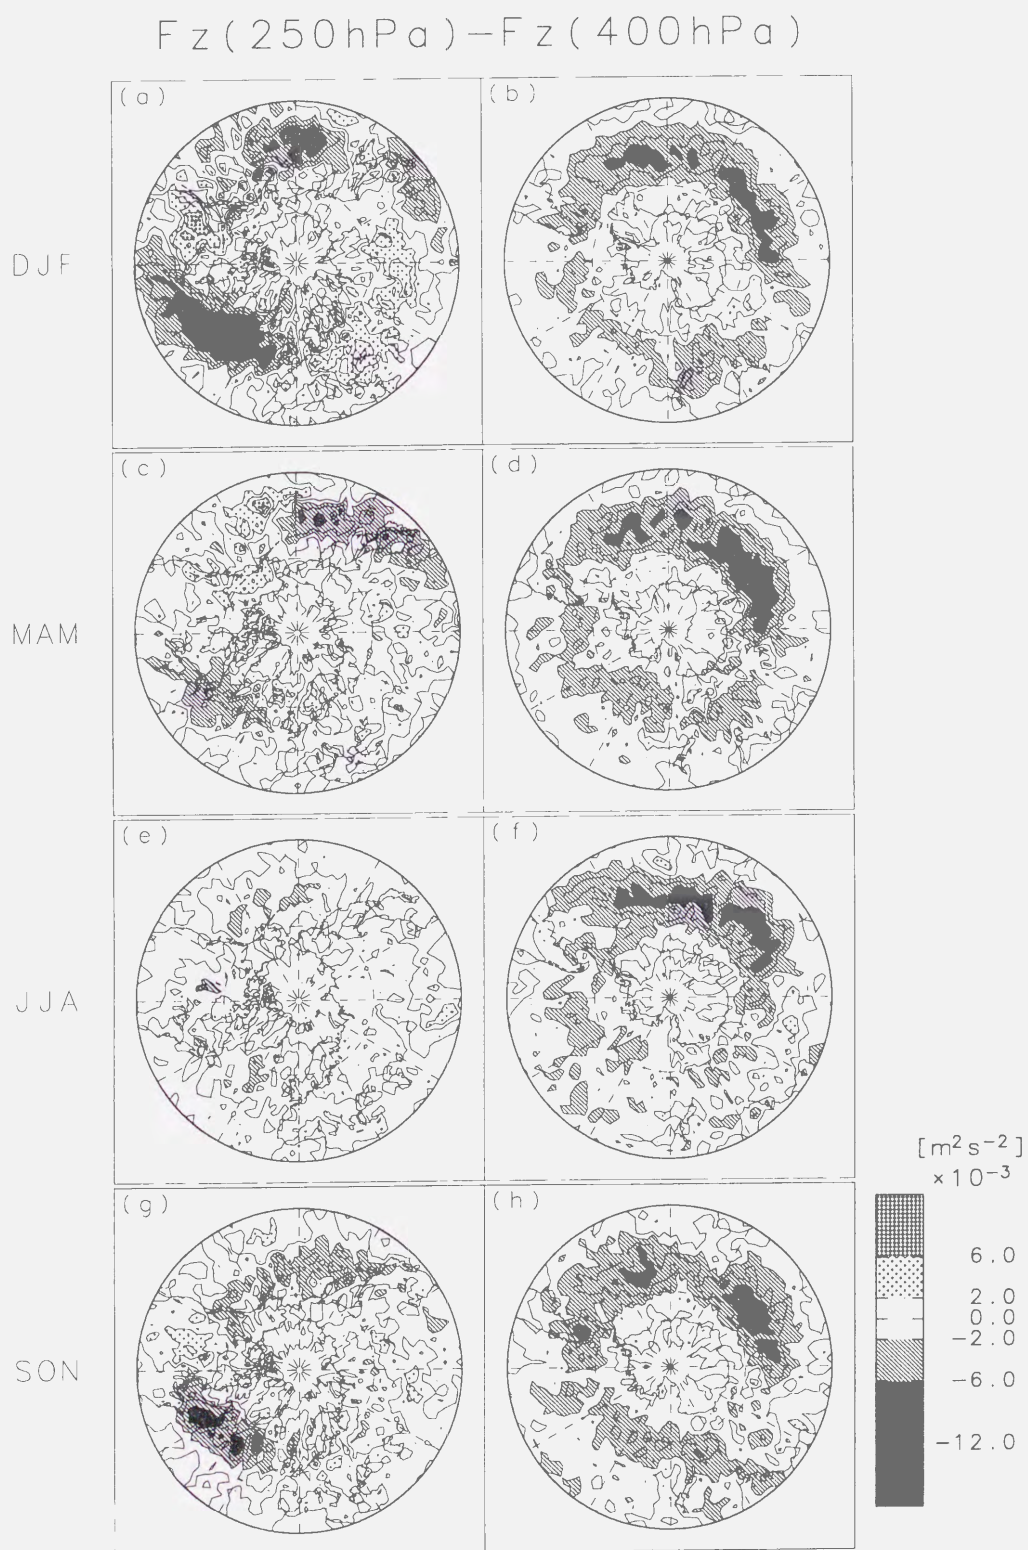 Fz(250hPa)−Fz(400hPa)
(a)
(b)
DJF
(c)
(d)
MAM
(e)
(f)
JJA
[m²s⁻²]
×10⁻³
(g)
(h)
6.0
2.0
0.0
−2.0
SON
−6.0
−12.0